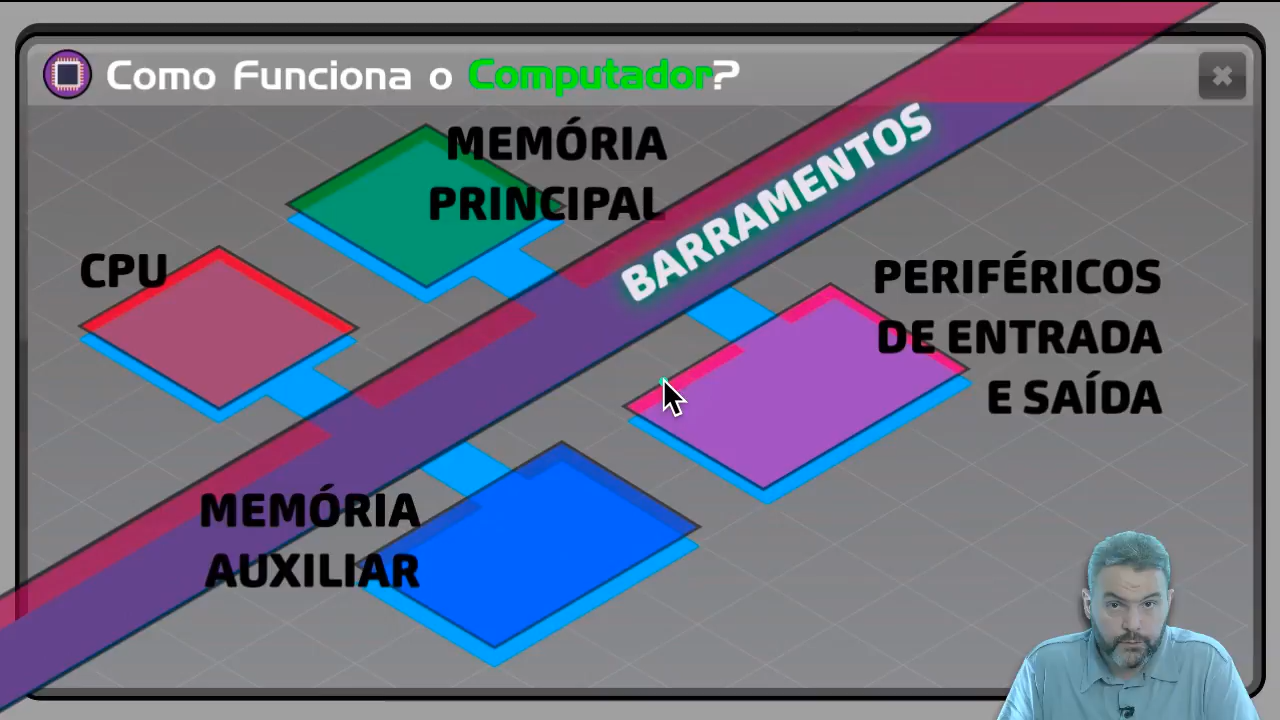 Como Funciona o Computador?
MEMÓRIA
PRINCIPAL
BARRAMENTOS
CPU
PERIFÉRICOS
DE ENTRADA
E SAÍDA
MEMÓRIA
AUXILIAR